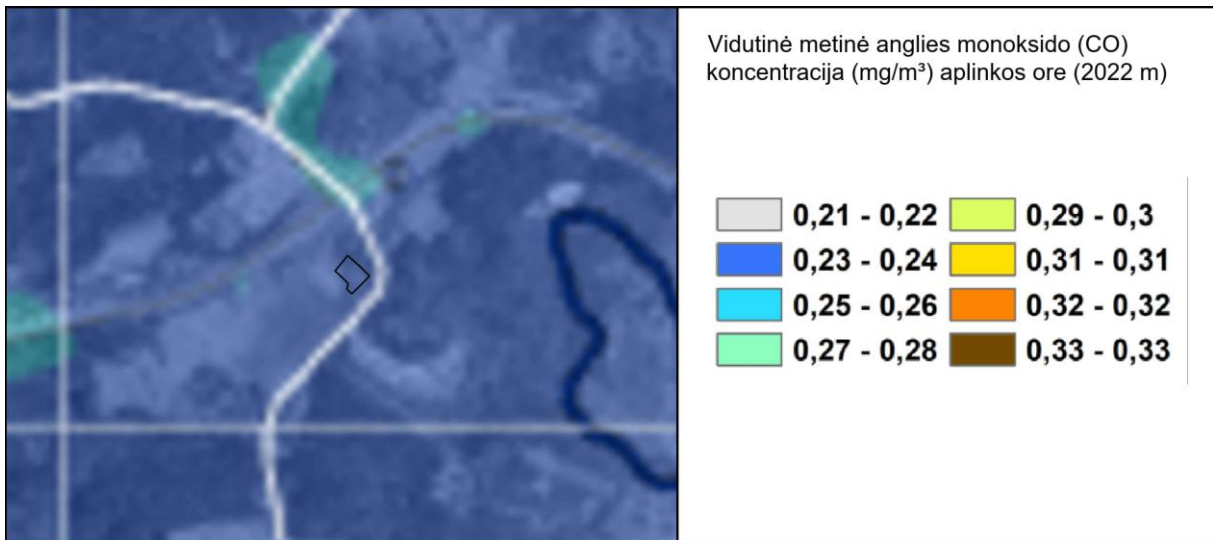 Vidutinė metinė anglies monoksido (CO)
koncentracija (mg/m³) aplinkos ore (2022 m)
0,21 - 0,22
0,23 - 0,24
0,25 - 0,26
0,27 - 0,28
0,29 - 0,3
0,31 - 0,31
0,32 - 0,32
0,33 - 0,33